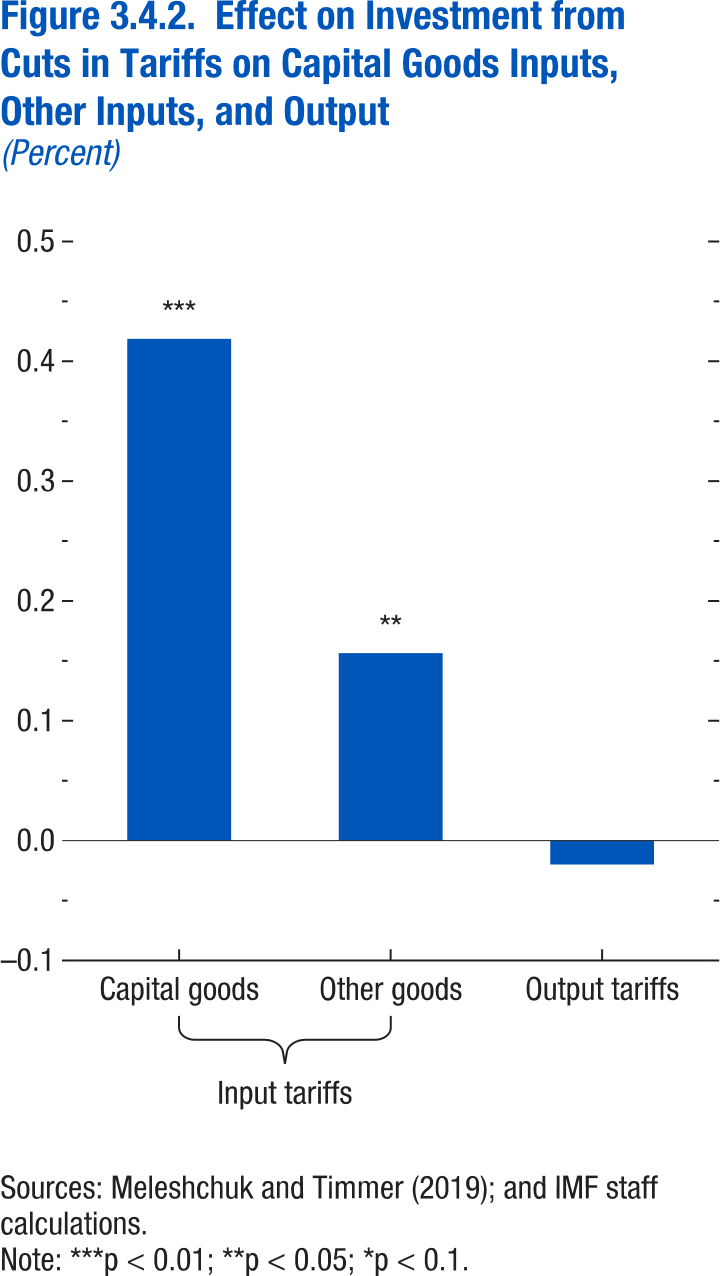 Figure 3.4.2.  Effect on Investment from
Cuts in Tariffs on Capital Goods Inputs,
Other Inputs, and Output
(Percent)
0.5
***
0.4
0.3
0.2
**
0.1
0.0
–0.1
Capital goods Other goods Output tariffs
Input tariffs
Sources: Meleshchuk and Timmer (2019); and IMF staff
calculations.
Note: ***p < 0.01; **p < 0.05; *p < 0.1.